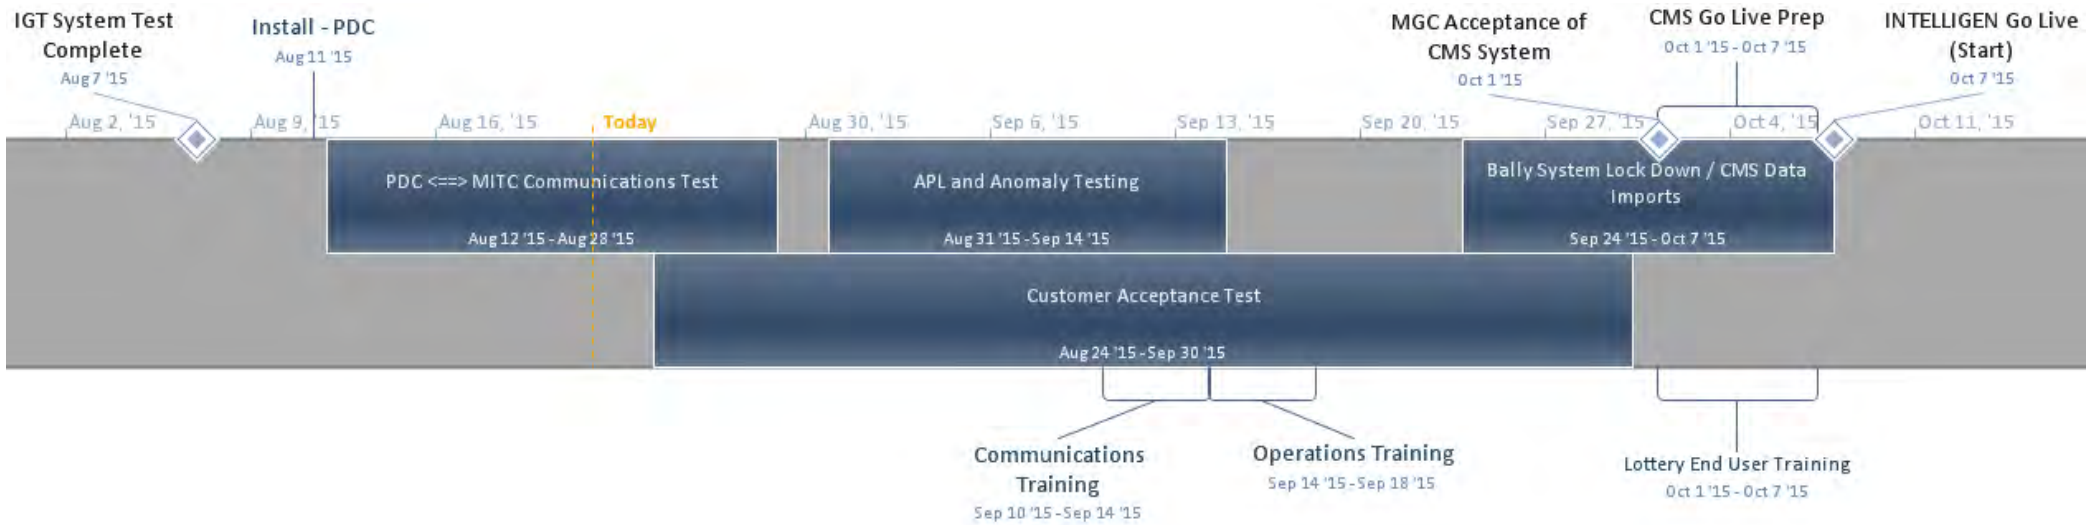 IGT System Test
Complete
Aug 7 '15
Install - PDC
Aug 11 '15
MGC Acceptance of
CMS System
Oct 1 '15
CMS Go Live Prep
Oct 1 '15 - Oct 7 '15
INTELLIGEN Go Live
(Start)
Oct 7 '15
Aug 2, '15
Aug 9, '15
Aug 16, '15
Today
Aug 30, '15
Sep 6, '15
Sep 13, '15
Sep 20, '15
Sep 27, '15
Oct 4, '15
Oct 11, '15
PDC <==> MITC Communications Test
Aug 12 '15 - Aug 28 '15
APL and Anomaly Testing
Aug 31 '15 - Sep 14 '15
Bally System Lock Down / CMS Data
Imports
Sep 24 '15 - Oct 7 '15
Customer Acceptance Test
Aug 24 '15 - Sep 30 '15
Communications
Training
Sep 10 '15 - Sep 14 '15
Operations Training
Sep 14 '15 - Sep 18 '15
Lottery End User Training
Oct 1 '15 - Oct 7 '15